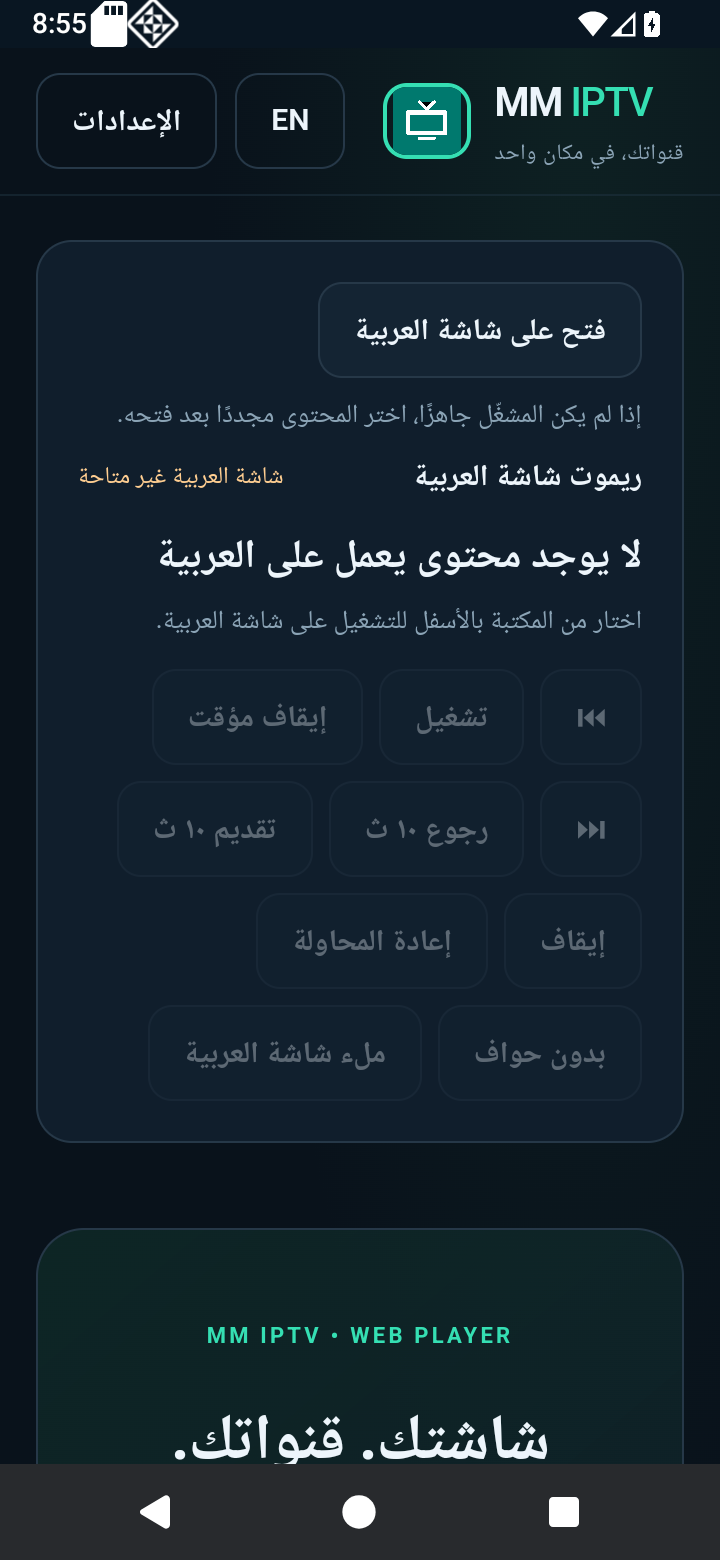 8:55
MM IPTV
قنواتك، في مكان واحد
EN
الإعدادات
فتح على شاشة العربية
إذا لم يكن المشغّل جاهزًا، اختر المحتوى مجددًا بعد فتحه.
ريموت شاشة العربية
شاشة العربية غير متاحة
لا يوجد محتوى يعمل على العربية
اختار من المكتبة بالأسفل للتشغيل على شاشة العربية.
تشغيل
إيقاف مؤقت
رجوع ١٠ ث
تقديم ١٠ ث
إيقاف
إعادة المحاولة
بدون حواف
ملء شاشة العربية
MM IPTV • WEB PLAYER
شاشتك. قنواتك.